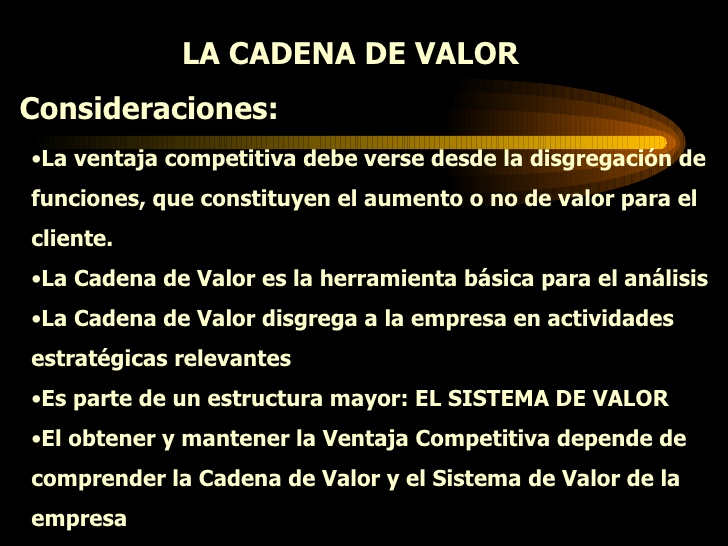 LA CADENA DE VALOR
Consideraciones:
•La ventaja competitiva debe verse desde la disgregación de
funciones, que constituyen el aumento o no de valor para el
cliente.
•La Cadena de Valor es la herramienta básica para el análisis
•La Cadena de Valor disgrega a la empresa en actividades
estratégicas relevantes
•Es parte de un estructura mayor: EL SISTEMA DE VALOR
•El obtener y mantener la Ventaja Competitiva depende de
comprender la Cadena de Valor y el Sistema de Valor de la
empresa